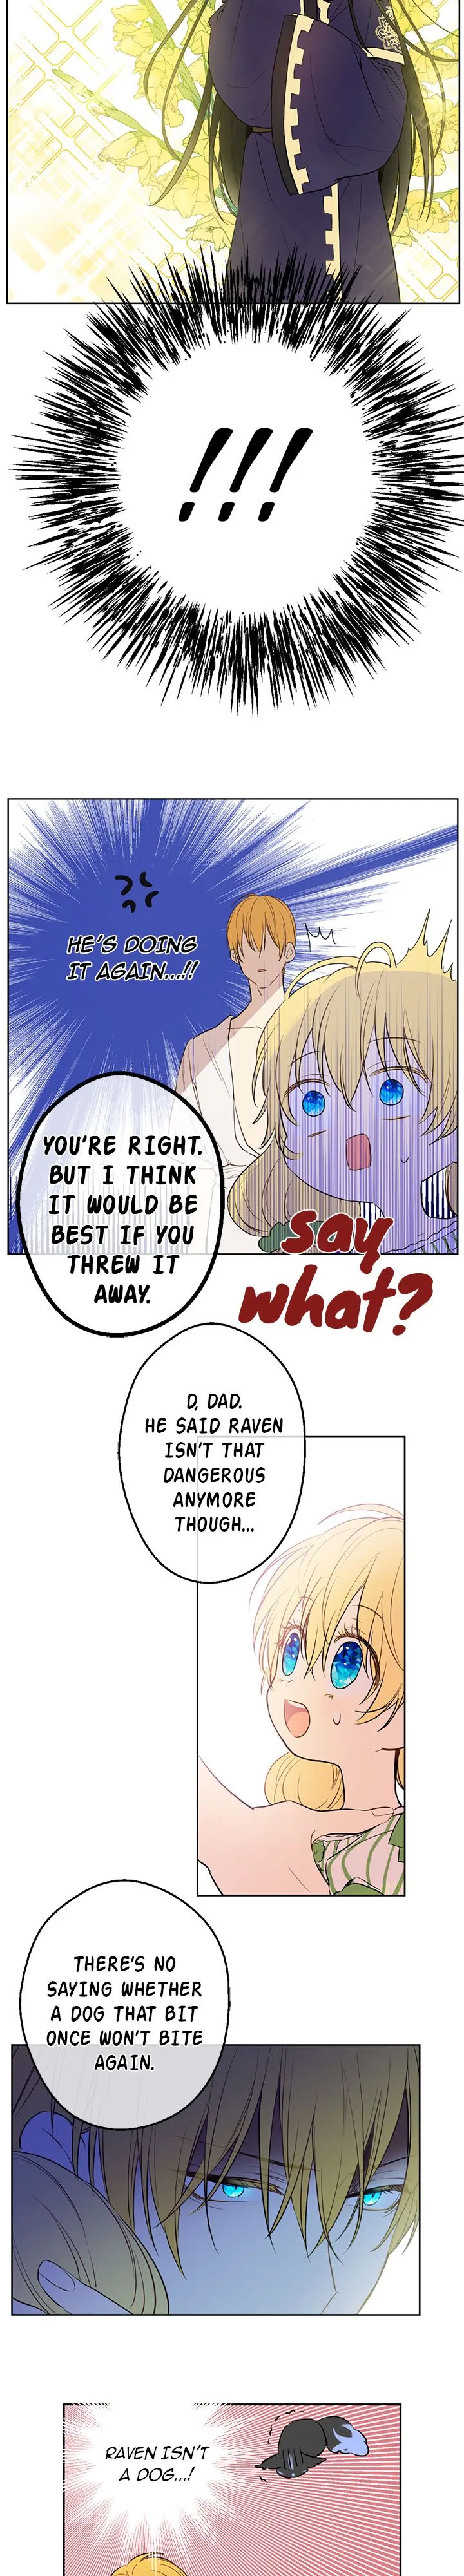 !!!
HE'S DOING
IT AGAIN...!!
YOU'RE RIGHT.
BUT I THINK
IT WOULD BE
BEST IF YOU
THREW IT
AWAY.
say
what?
D, DAD.
HE SAID RAVEN
ISN'T THAT
DANGEROUS
ANYMORE
THOUGH...
THERE'S NO
SAYING WHETHER
A DOG THAT BIT
ONCE WON'T BITE
AGAIN.
RAVEN ISN'T
A DOG...!